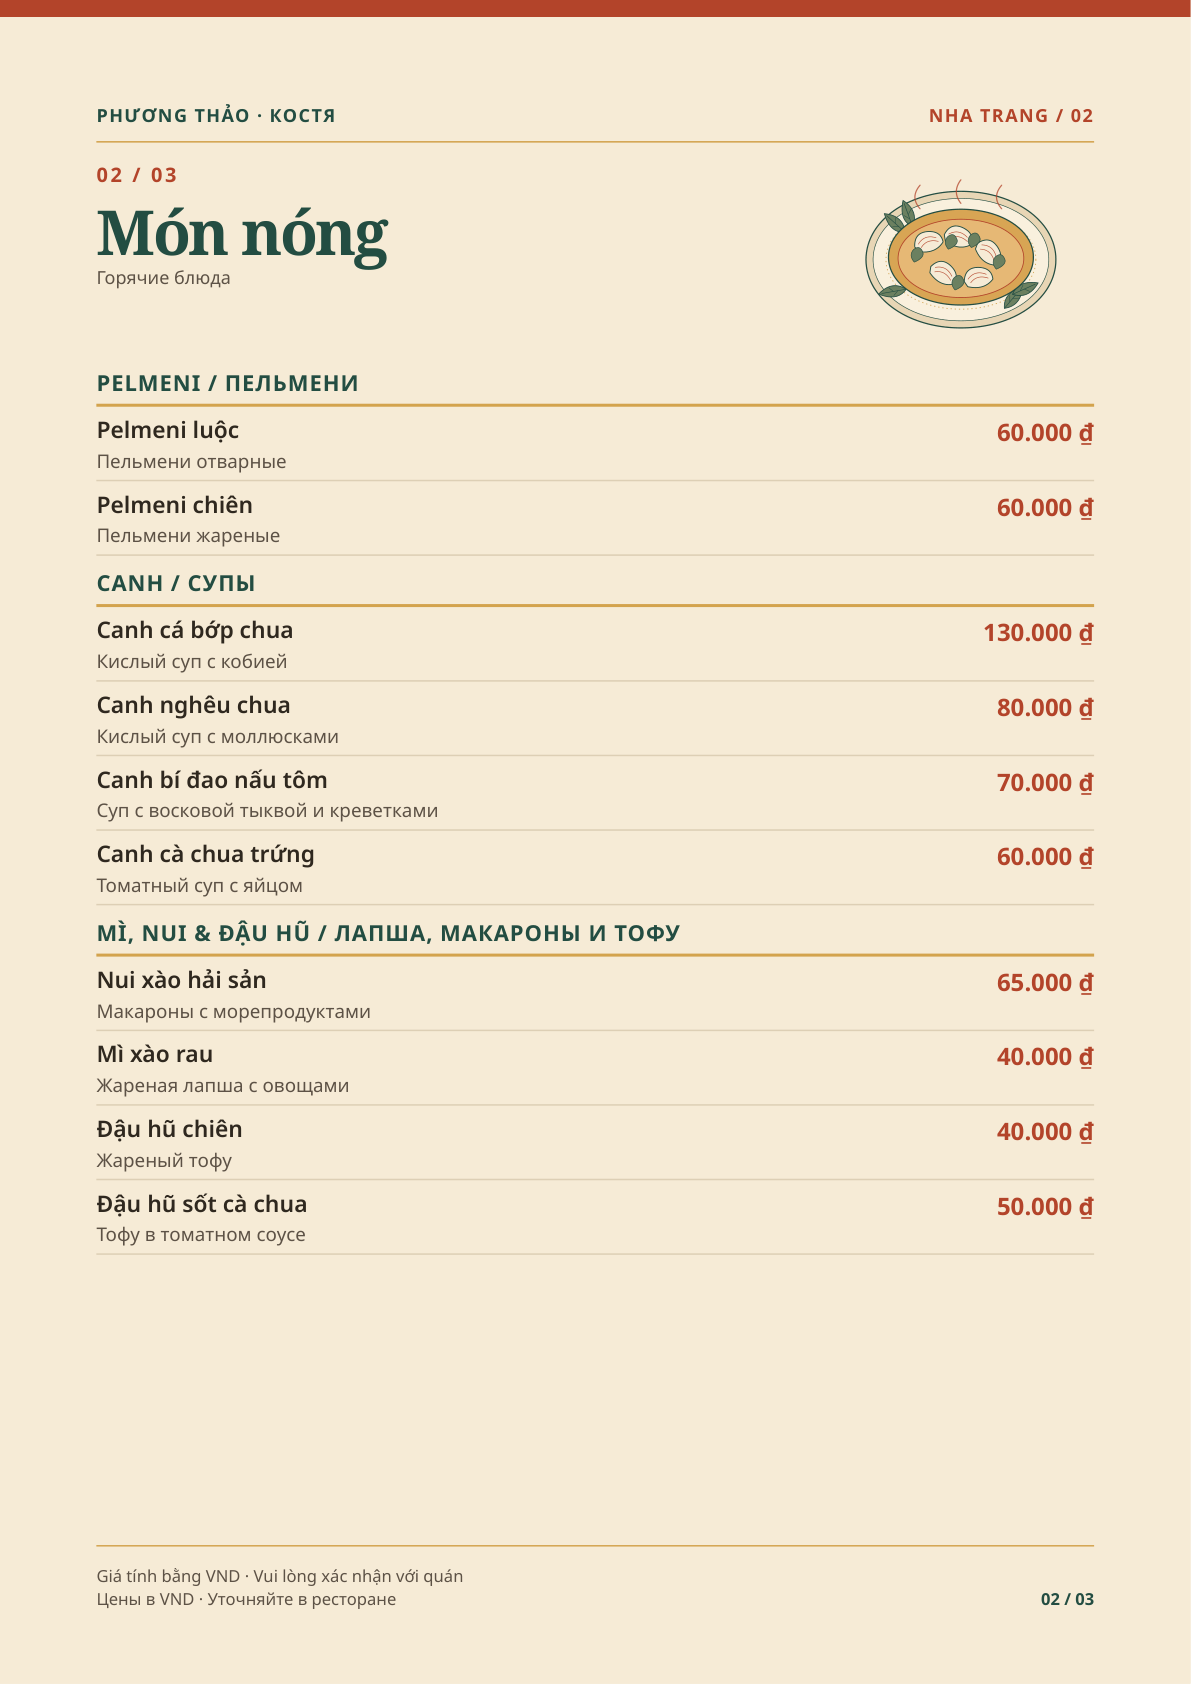 PHƯƠNG THẢO · КОСТЯ
NHA TRANG / 02
02 / 03
Món nóng
Горячие блюда
PELMENI / ПЕЛЬМЕНИ
Pelmeni luộc
60.000 ₫
Пельмени отварные
Pelmeni chiên
60.000 ₫
Пельмени жареные
CANH / СУПЫ
Canh cá bớp chua
130.000 ₫
Кислый суп с кобией
Canh nghêu chua
80.000 ₫
Кислый суп с моллюсками
Canh bí đao nấu tôm
70.000 ₫
Суп с восковой тыквой и креветками
Canh cà chua trứng
60.000 ₫
Томатный суп с яйцом
MÌ, NUI & ĐẬU HŨ / ЛАПША, МАКАРОНЫ И ТОФУ
Nui xào hải sản
65.000 ₫
Макароны с морепродуктами
Mì xào rau
40.000 ₫
Жареная лапша с овощами
Đậu hũ chiên
40.000 ₫
Жареный тофу
Đậu hũ sốt cà chua
50.000 ₫
Тофу в томатном соусе
Giá tính bằng VND · Vui lòng xác nhận với quán
Цены в VND · Уточняйте в ресторане
02 / 03